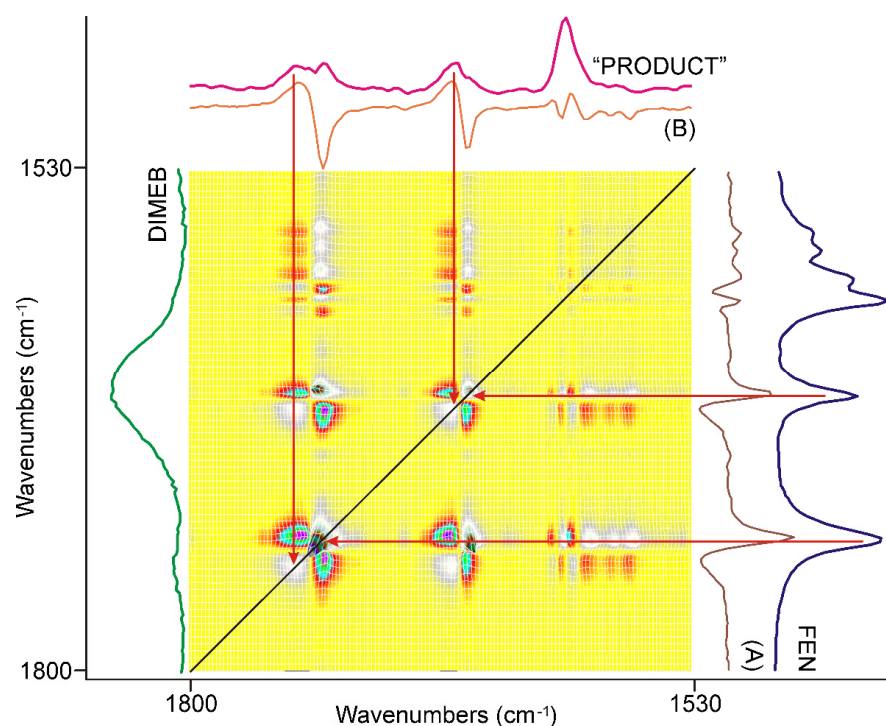 “PRODUCT”
(B)
1530
DIMEB
Wavenumbers (cm⁻¹)
(A)
FEN
1800
1800
1530
Wavenumbers (cm⁻¹)